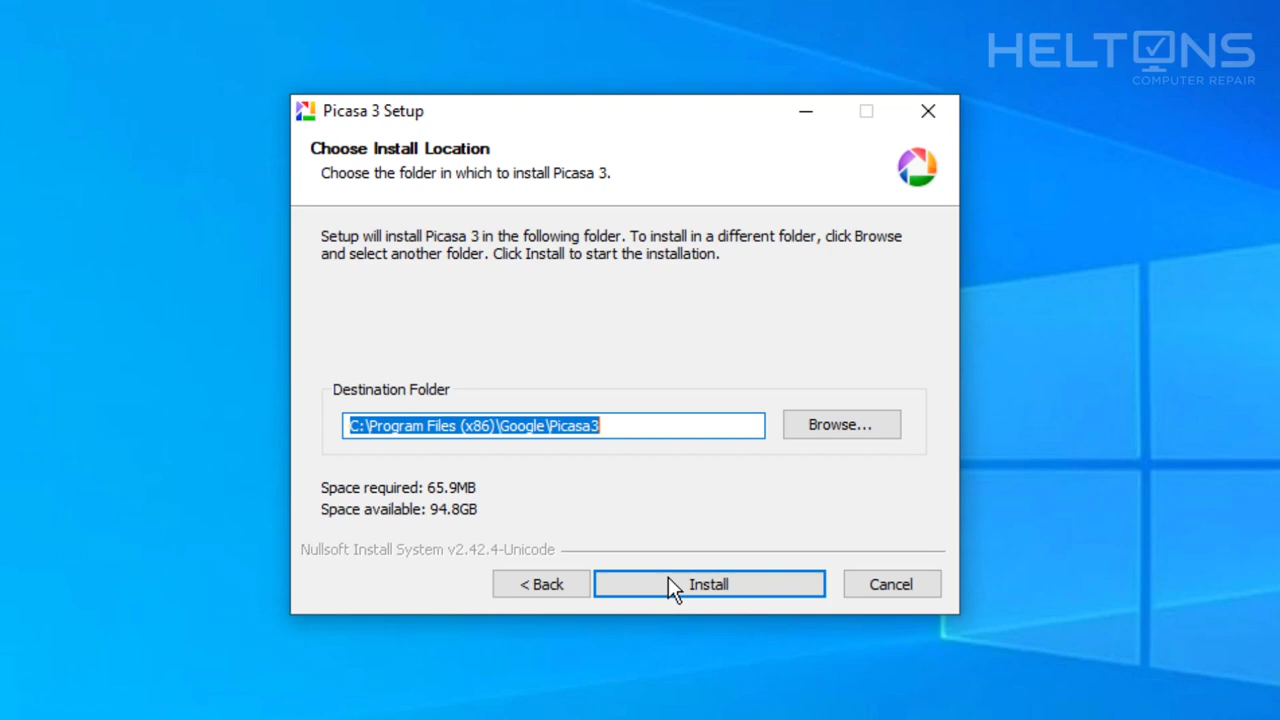 HELTONS
COMPUTER REPAIR
Picasa 3 Setup
Choose Install Location
Choose the folder in which to install Picasa 3.
Setup will install Picasa 3 in the following folder. To install in a different folder, click Browse
and select another folder. Click Install to start the installation.
Destination Folder
C:\Program Files (x86)\Google\Picasa3
Browse...
Space required: 65.9MB
Space available: 94.8GB
Nullsoft Install System v2.42.4-Unicode
< Back
Install
Cancel